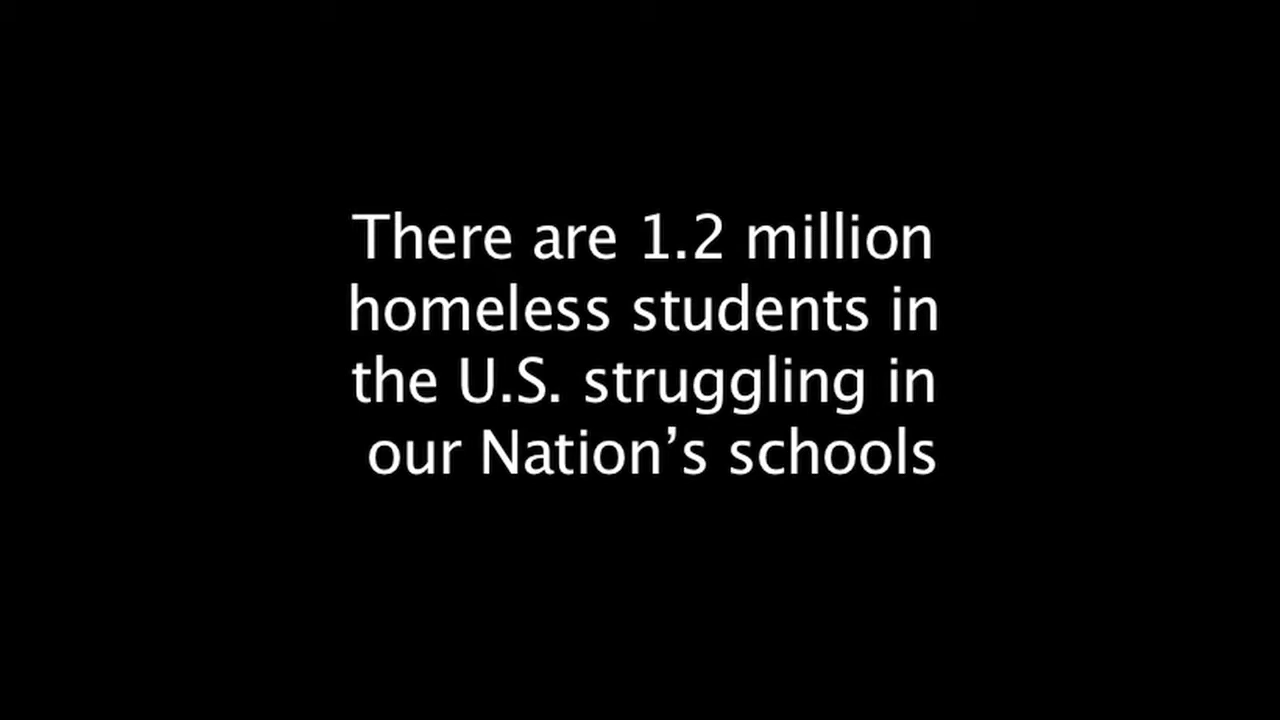 There are 1.2 million
homeless students in
the U.S. struggling in
our Nation’s schools